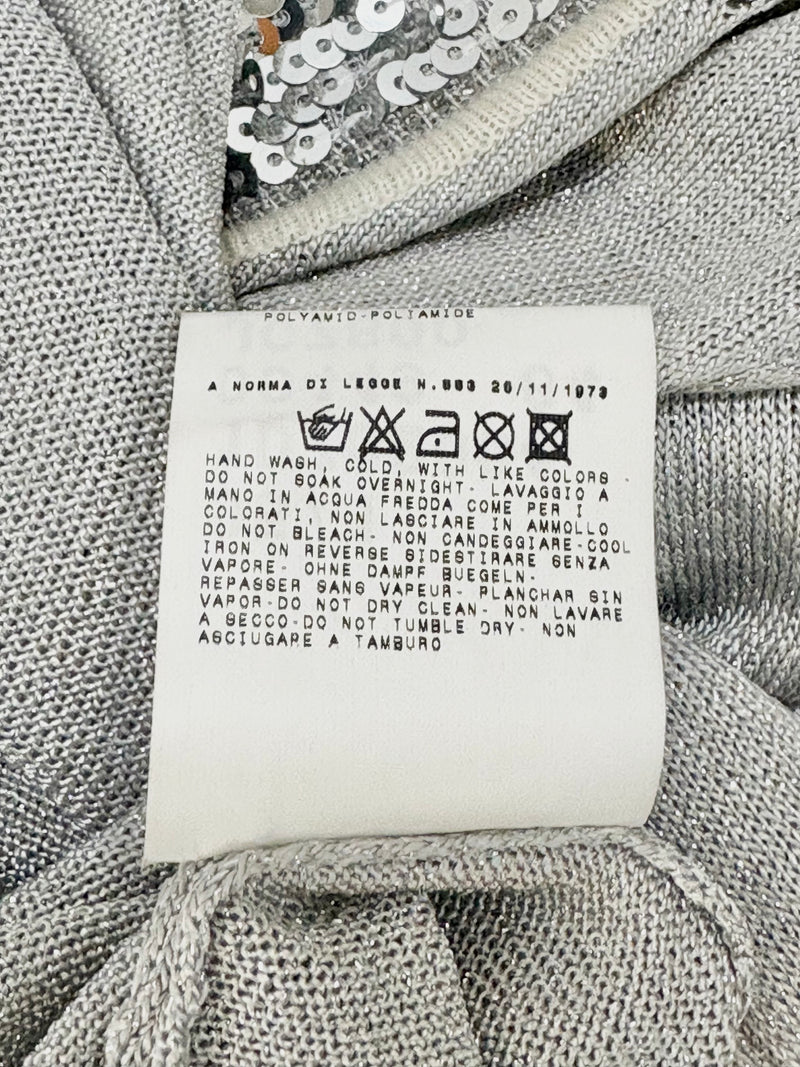 POLYAMID-POLIAMIDE
A NORMA DI LEGGE N.883 26/11/1973
HAND WASH, COLD, WITH LIKE COLORS -
DO NOT SOAK OVERNIGHT- LAVAGGIO A
MANO IN ACQUA FREDDA COME PER I
COLORATI, NON LASCIARE IN AMMOLLO
DO NOT BLEACH- NON CANDEGGIARE-COOL
IRON ON REVERSE SIDESTIRARE SENZA
VAPORE- OHNE DAMPF BUEGELN-
REPASSER SANS VAPEUR- PLANCHAR SIN
VAPOR-DO NOT DRY CLEAN- NON LAVARE
A SECCO-DO NOT TUMBLE DRY- NON
ASCIUGARE A TAMBURO